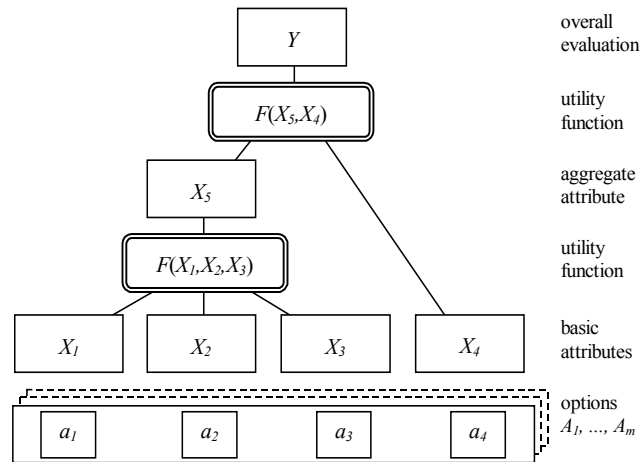 Y
overall
evaluation
F(X5,X4)
utility
function
X5
aggregate
attribute
F(X1,X2,X3)
utility
function
X1 X2 X3 X4
basic
attributes
a1 a2 a3 a4
options
A1, ..., Am